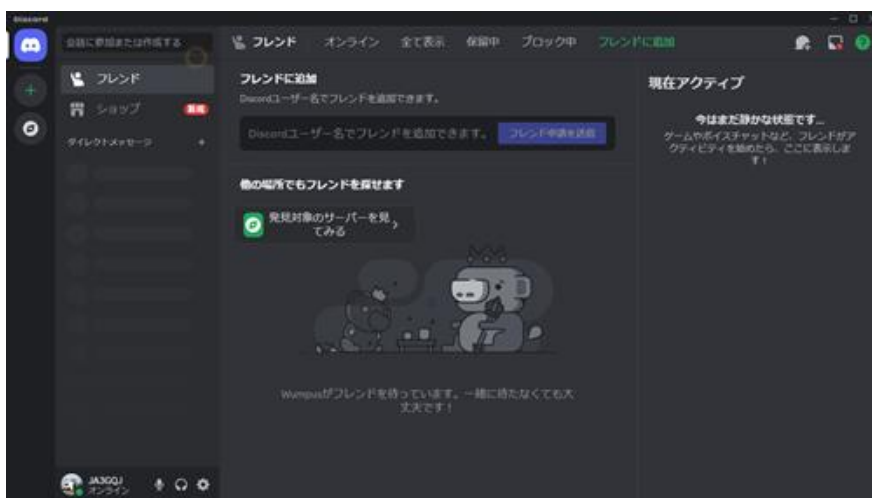 Discord
会話に参加または作成する
フレンド オンライン 全て表示 保留中 ブロック中 フレンドに追加
フレンド
ショップ 新規
ダイレクトメッセージ +
フレンドに追加
Discordユーザー名でフレンドを追加できます。
Discordユーザー名でフレンドを追加できます。 フレンド申請を送信
他の場所でもフレンドを探せます
発見対象のサーバーを見
てみる
Wumpusがフレンドを待っています。一緒に待たなくても大
丈夫です！
現在アクティブ
今はまだ静かな状態です...
ゲームやボイスチャットなど、フレンドがア
クティビティを始めたら、ここに表示しま
す！
JA3GQJ
オンライン